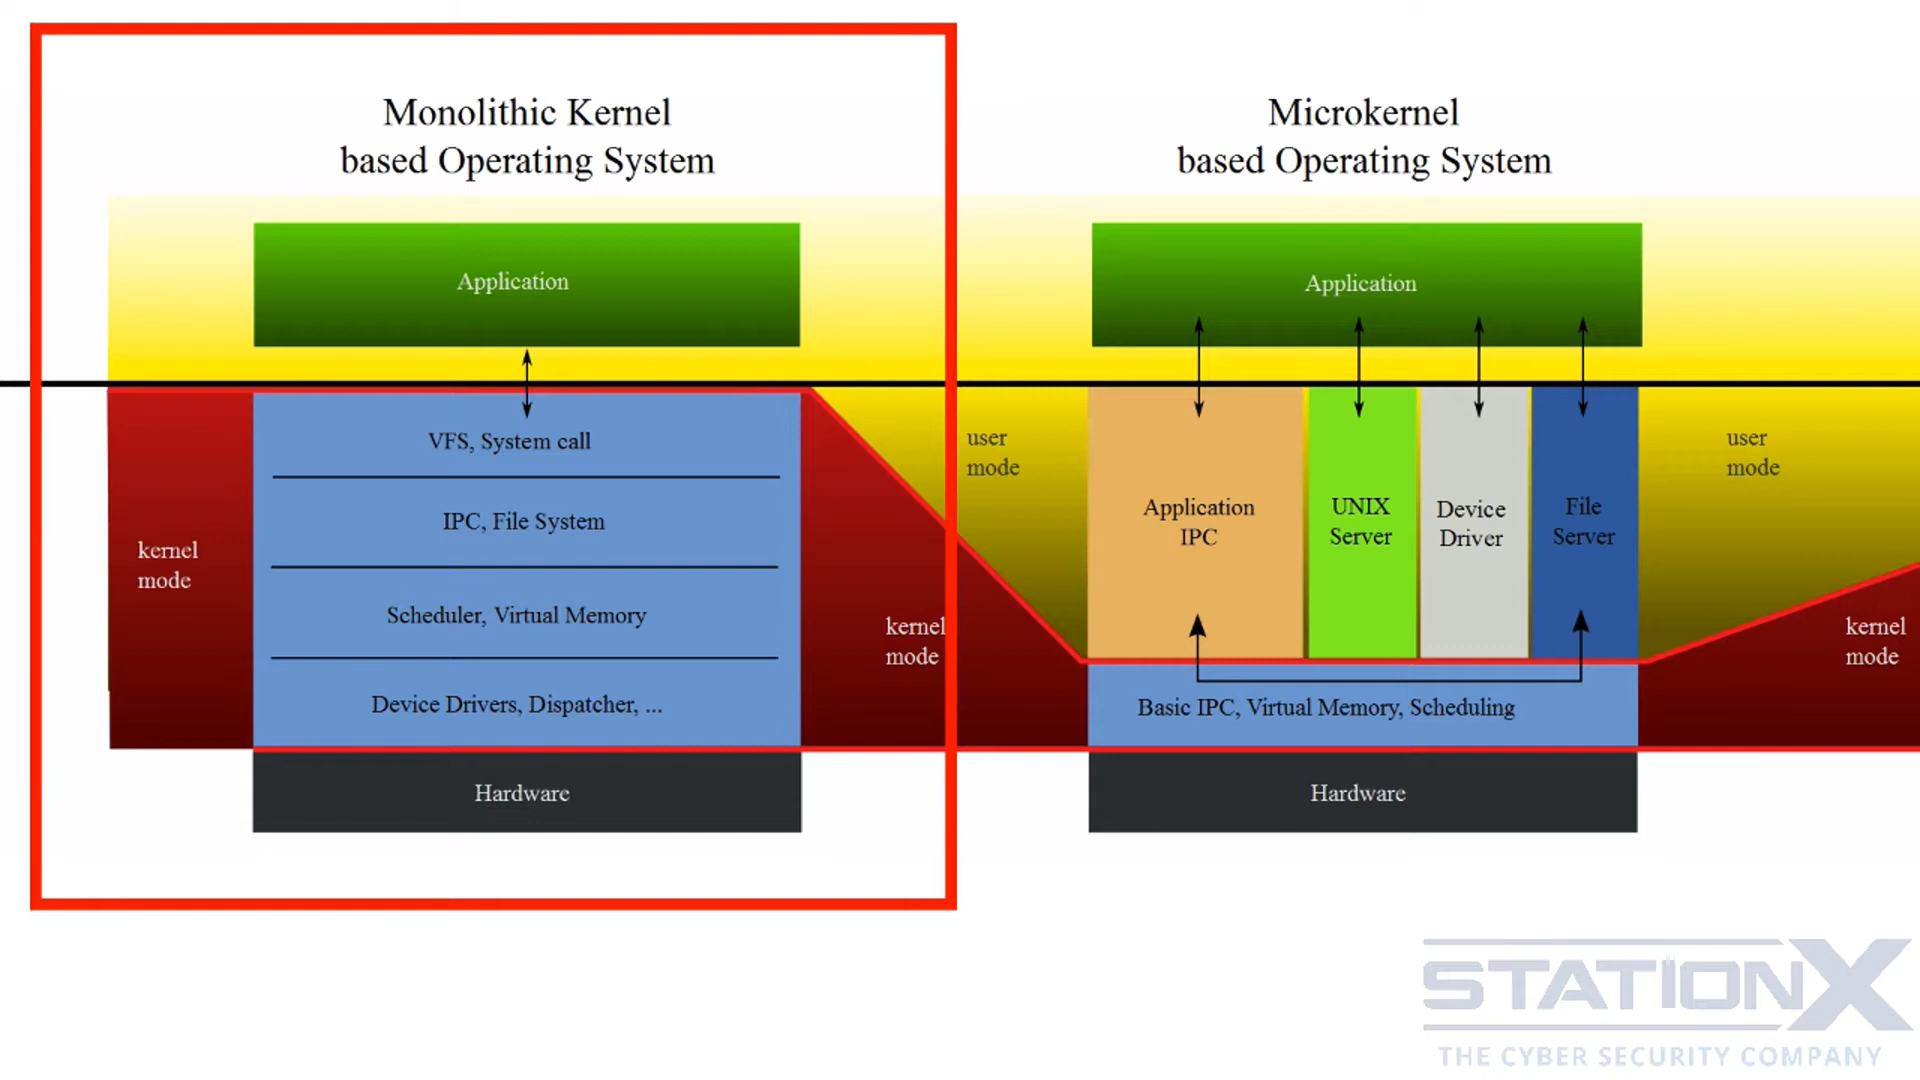 Monolithic Kernel
based Operating System
Application
VFS, System call
IPC, File System
Scheduler, Virtual Memory
Device Drivers, Dispatcher, ...
Hardware
kernel
mode
kernel
mode
user
mode
Microkernel
based Operating System
Application
Application
IPC
UNIX
Server
Device
Driver
File
Server
Basic IPC, Virtual Memory, Scheduling
Hardware
user
mode
kernel
mode
STATIONX
THE CYBER SECURITY COMPANY